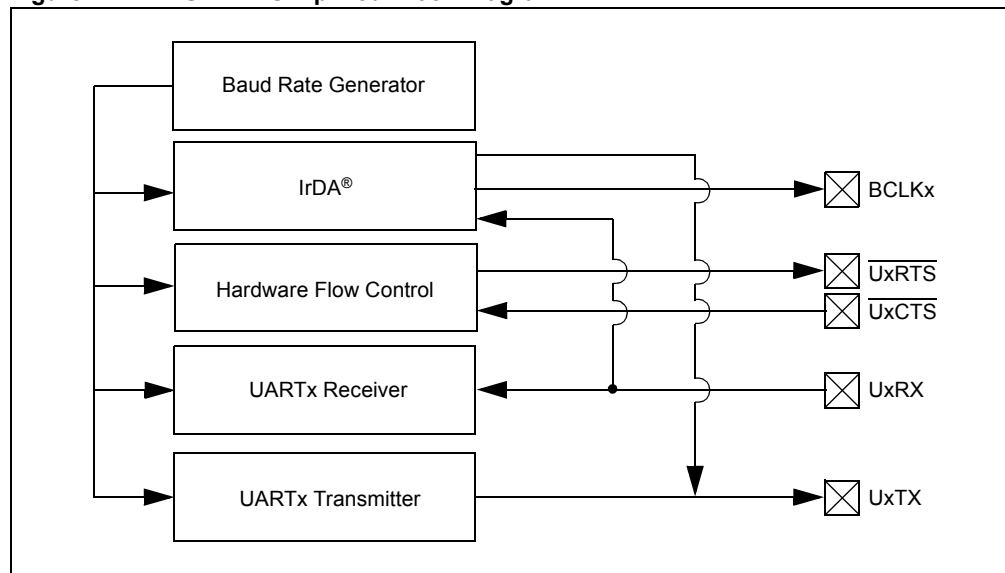 Baud Rate Generator
IrDA®
BCLKx
UxRTS
Hardware Flow Control
UxCTS
UARTx Receiver
UxRX
UARTx Transmitter
UxTX